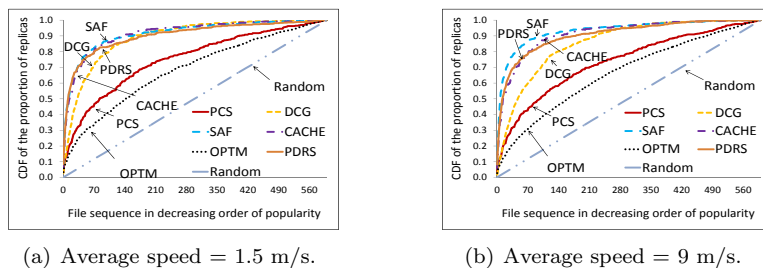 CDF of the proportion of replicas
1.0
0.9
0.8
0.7
0.6
0.5
0.4
0.3
0.2
0.1
0.0
SAF
DCG
PDRS
CACHE
PCS
OPTM
Random
PCS DCG
SAF CACHE
OPTM PDRS
Random
0 70 140 210 280 350 420 490 560
File sequence in decreasing order of popularity
(a) Average speed = 1.5 m/s.
CDF of the proportion of replicas
1.0
0.9
0.8
0.7
0.6
0.5
0.4
0.3
0.2
0.1
0.0
SAF
PDRS
CACHE
DCG
PCS
OPTM
Random
PCS DCG
SAF CACHE
OPTM PDRS
Random
0 70 140 210 280 350 420 490 560
File sequence in decreasing order of popularity
(b) Average speed = 9 m/s.